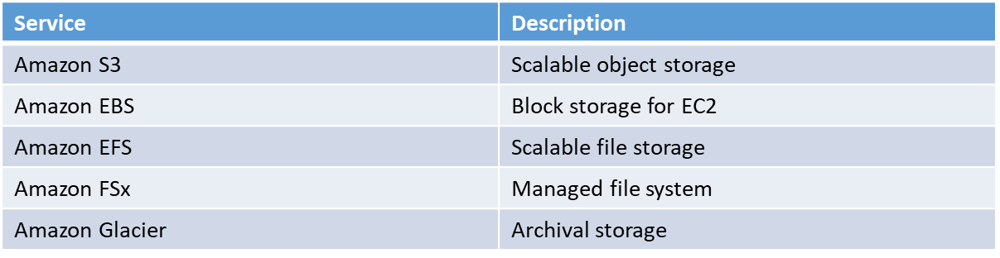 Service Description
Amazon S3 Scalable object storage
Amazon EBS Block storage for EC2
Amazon EFS Scalable file storage
Amazon FSx Managed file system
Amazon Glacier Archival storage